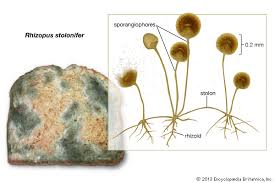 Rhizopus stolonifer
sporangiophores
0.2 mm
stolon
rhizoid
© 2013 Encyclopædia Britannica, Inc.